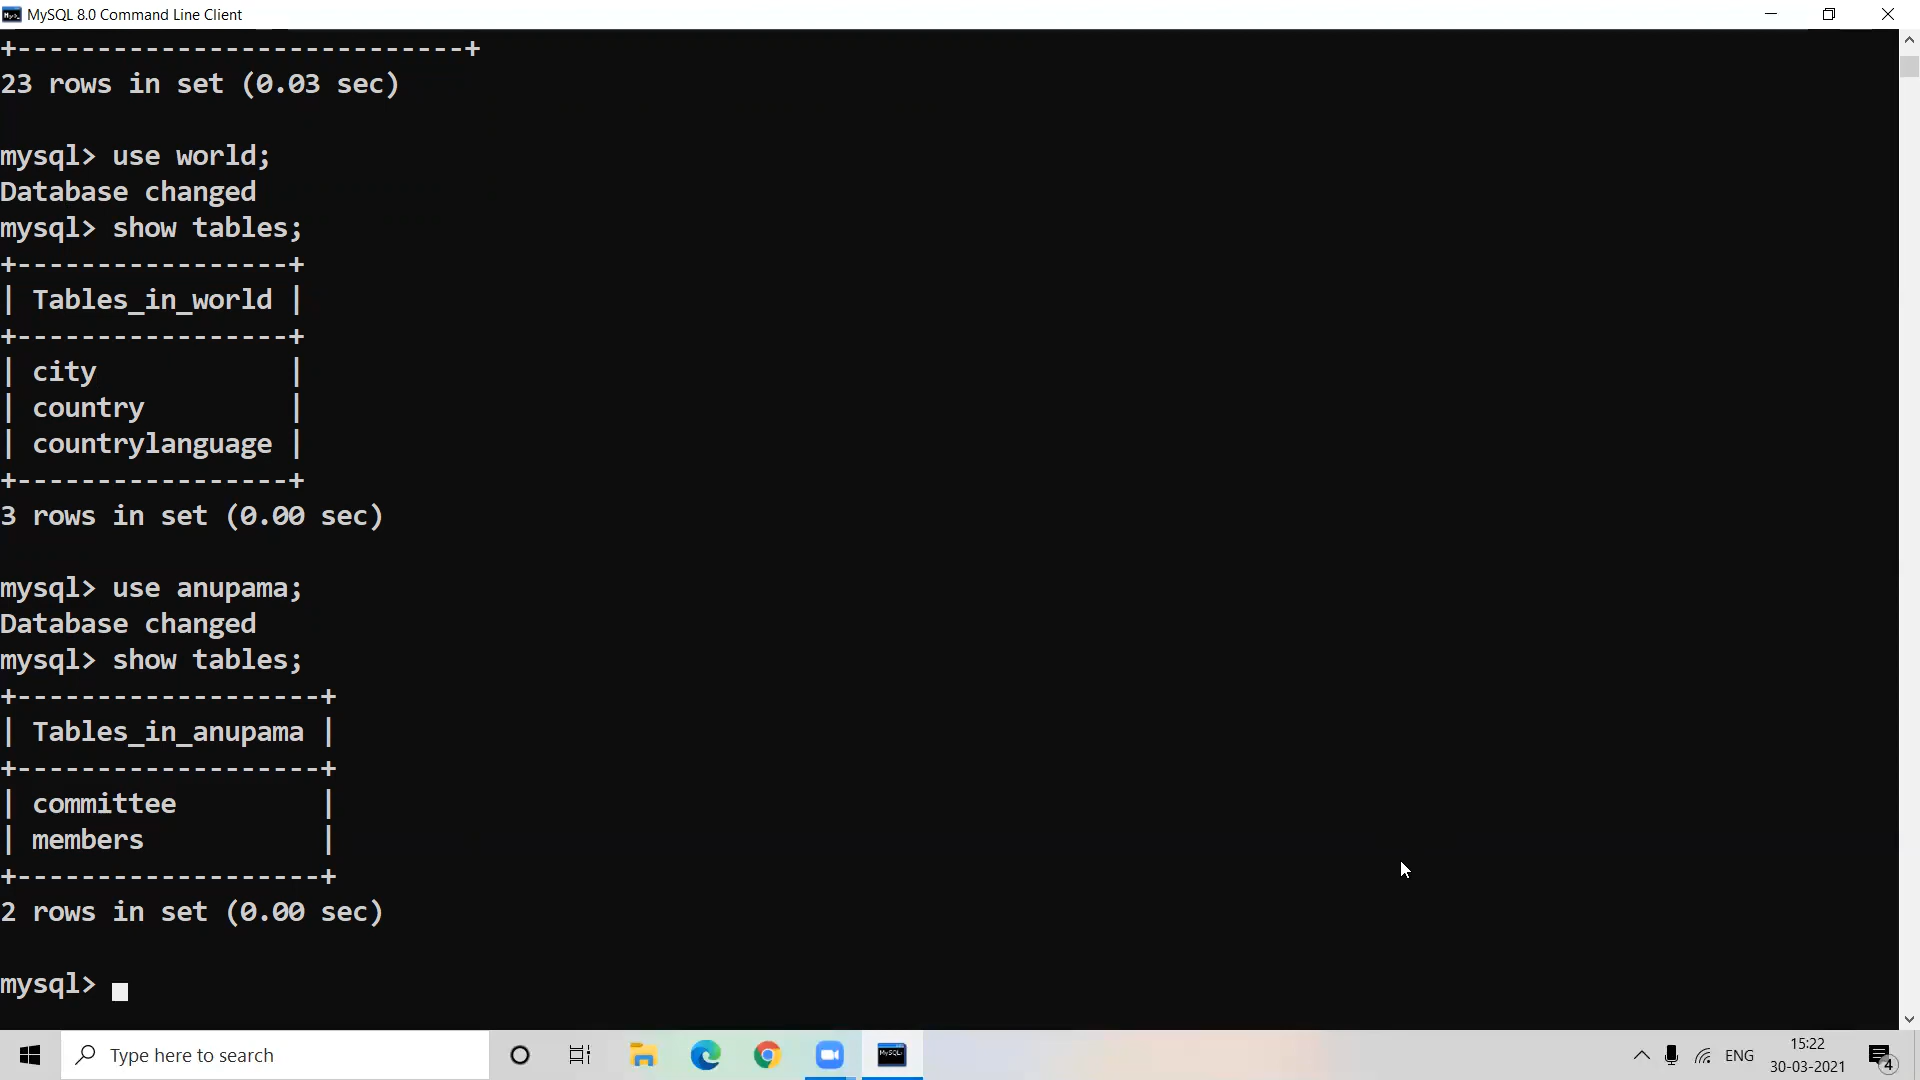 MySQL 8.0 Command Line Client
+----------------------------+
23 rows in set (0.03 sec)
mysql> use world;
Database changed
mysql> show tables;
+-----------------+
| Tables_in_world |
+-----------------+
| city            |
| country         |
| countrylanguage |
+-----------------+
3 rows in set (0.00 sec)
mysql> use anupama;
Database changed
mysql> show tables;
+-------------------+
| Tables_in_anupama |
+-------------------+
| committee         |
| members           |
+-------------------+
2 rows in set (0.00 sec)
mysql>
Type here to search
ENG
15:22
30-03-2021
4